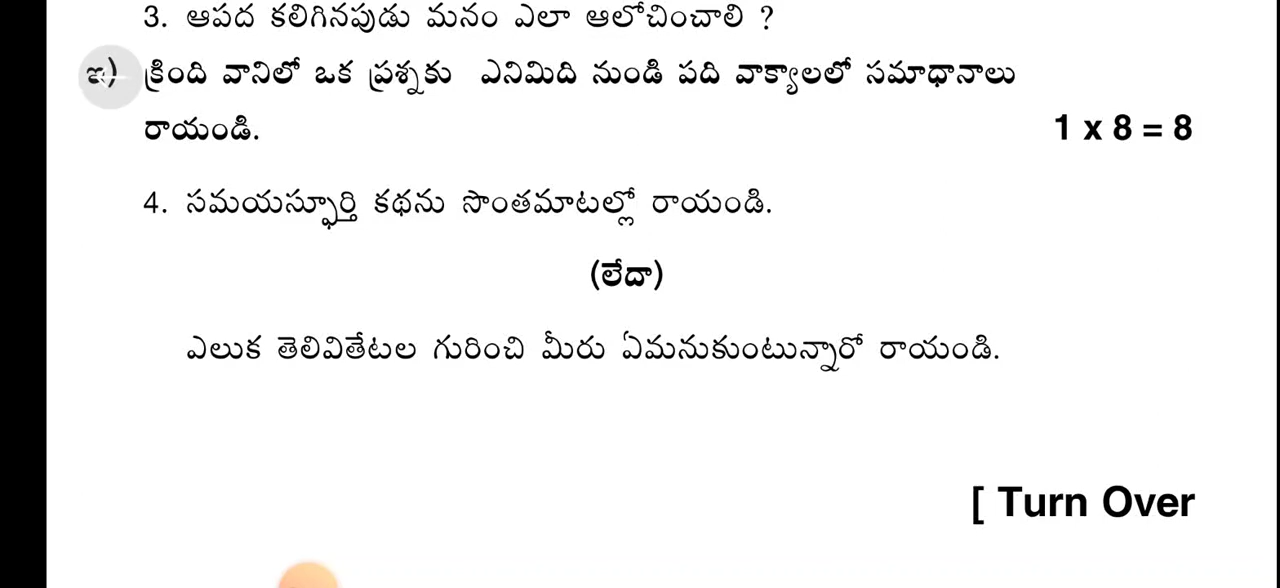 3. ఆపద కలిగినపుడు మనం ఎలా ఆలోచించాలి ?
ఇ) క్రింది వానిలో ఒక ప్రశ్నకు ఎనిమిది నుండి పది వాక్యాలలో సమాధానాలు
రాయండి. 1 x 8 = 8
4. సమయస్ఫూర్తి కథను సొంతమాటల్లో రాయండి.
(లేదా)
ఎలుక తెలివితేటల గురించి మీరు ఏమనుకుంటున్నారో రాయండి.
[ Turn Over